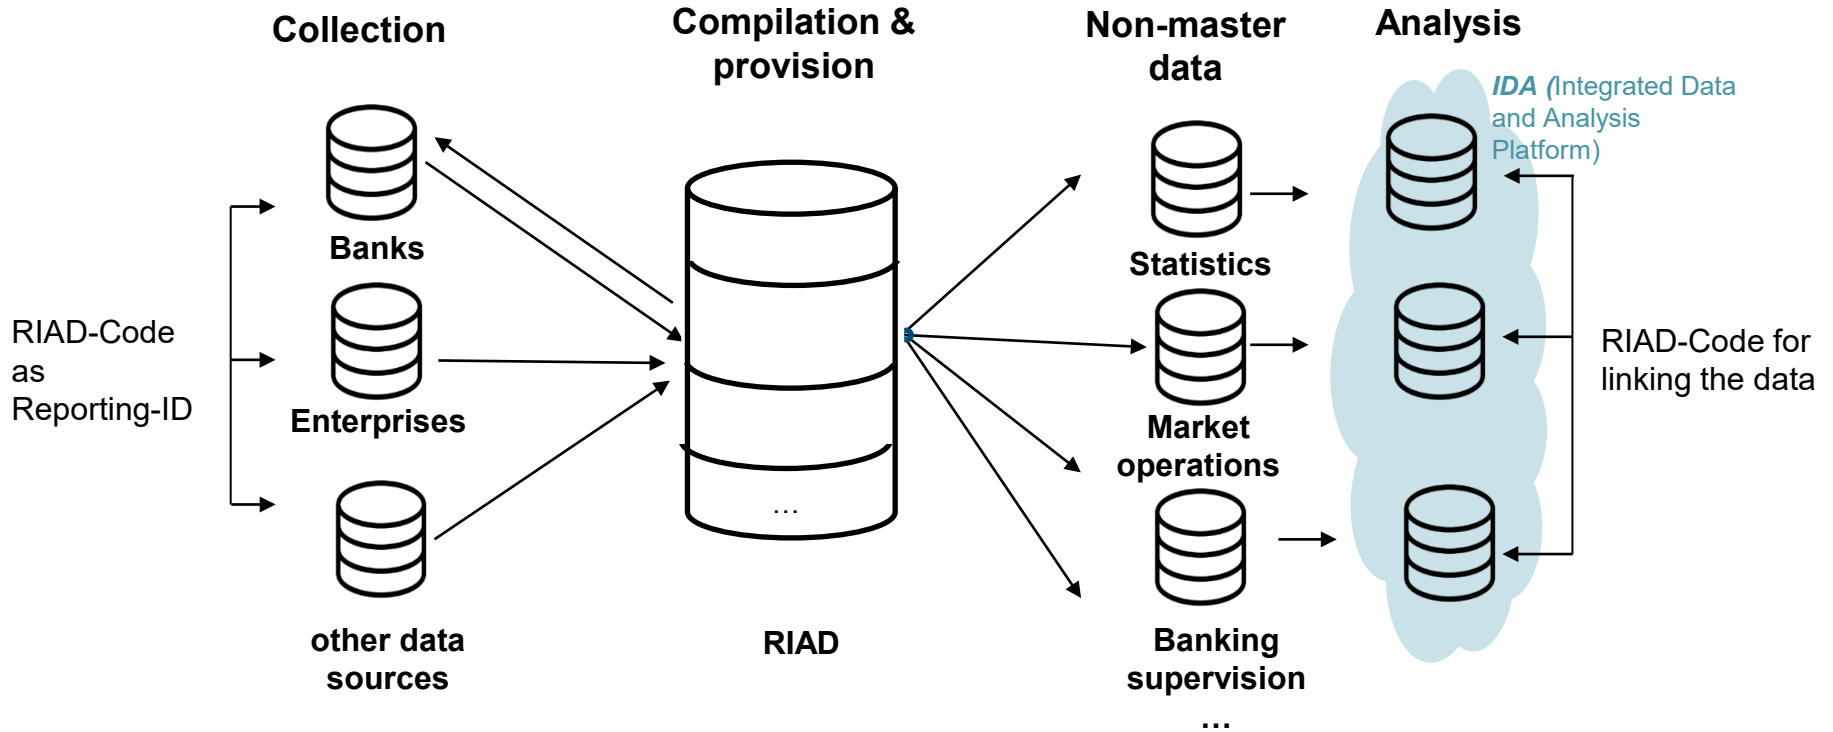 Collection
Compilation &
provision
Non-master
data
Analysis
IDA (Integrated Data
and Analysis
Platform)
RIAD-Code
as
Reporting-ID
Banks
Enterprises
other data
sources
...
RIAD
Statistics
Market
operations
Banking
supervision
...
RIAD-Code for
linking the data